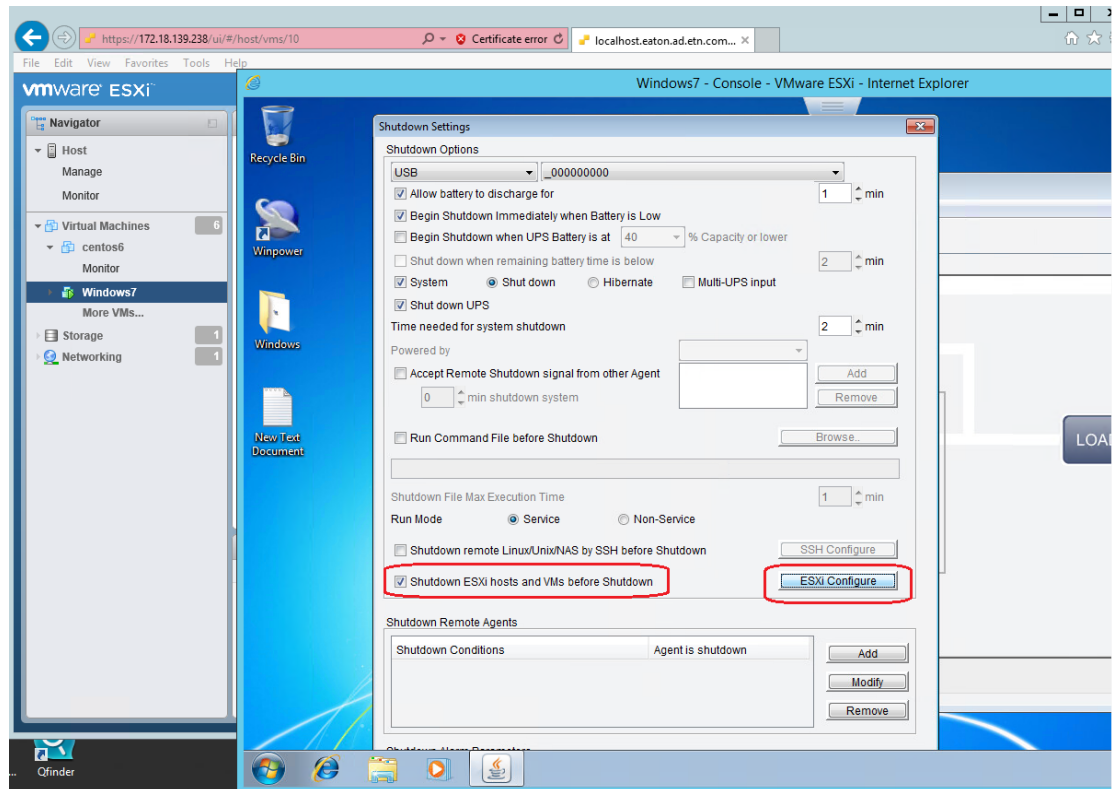 https://172.18.139.238/ui/#/host/vms/10
Certificate error
localhost.eaton.ad.etn.com...
File Edit View Favorites Tools Help
vmware ESXi
Windows7 - Console - VMware ESXi - Internet Explorer
Navigator
Host
Manage
Monitor
Virtual Machines 6
centos6
Monitor
Windows7
More VMs...
Storage 1
Networking 1
Recycle Bin
Winpower
Windows
New Text
Document
Shutdown Settings
Shutdown Options
USB _000000000
Allow battery to discharge for 1 min
Begin Shutdown Immediately when Battery is Low
Begin Shutdown when UPS Battery is at 40 % Capacity or lower
Shut down when remaining battery time is below 2 min
System Shut down Hibernate Multi-UPS input
Shut down UPS
Time needed for system shutdown 2 min
Powered by
Accept Remote Shutdown signal from other Agent Add
0 min shutdown system Remove
Run Command File before Shutdown Browse..
Shutdown File Max Execution Time 1 min
Run Mode Service Non-Service
Shutdown remote Linux/Unix/NAS by SSH before Shutdown SSH Configure
Shutdown ESXi hosts and VMs before Shutdown ESXi Configure
Shutdown Remote Agents
Shutdown Conditions Agent is shutdown Add
Modify
Remove
Shutdown Alarm Parameters
LOA
... Qfinder